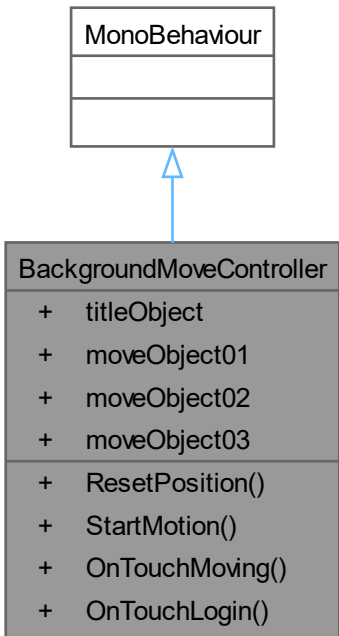 MonoBehaviour
BackgroundMoveController
+ titleObject
+ moveObject01
+ moveObject02
+ moveObject03
+ ResetPosition()
+ StartMotion()
+ OnTouchMoving()
+ OnTouchLogin()